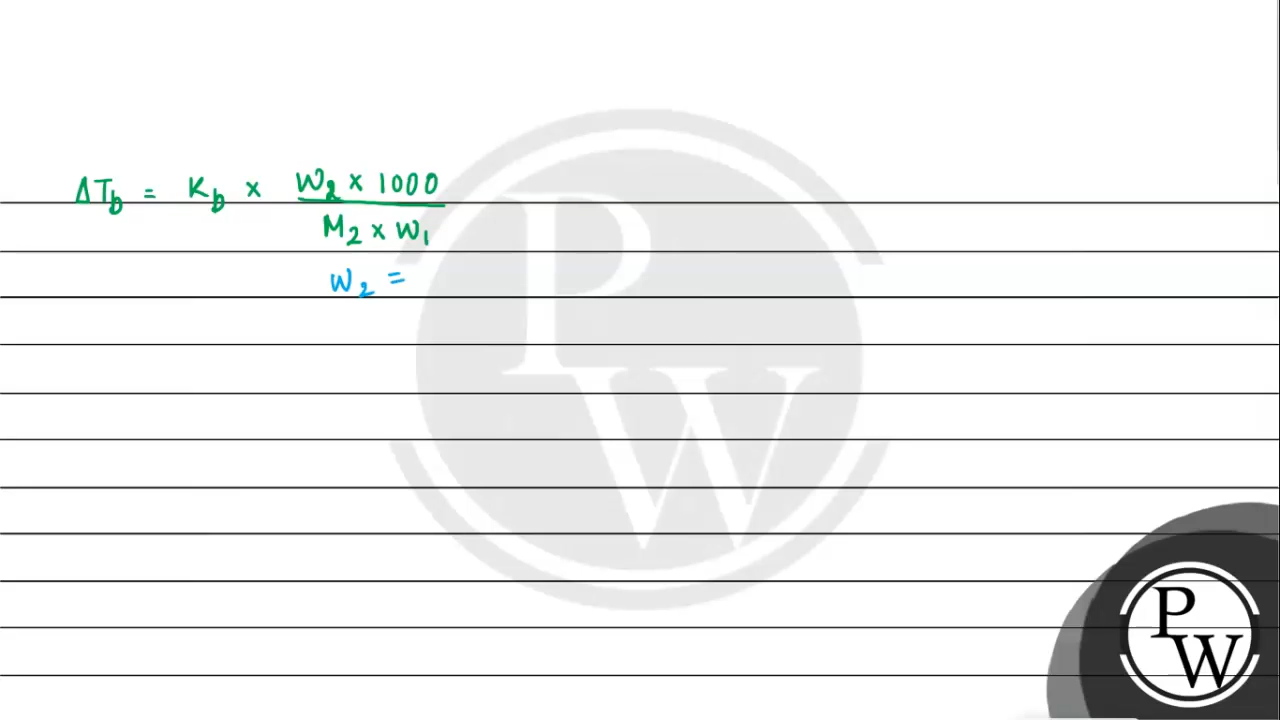 ΔT_b = K_b × W_2 × 1000
M_2 × W_1
W_2 =
P
W
P
W